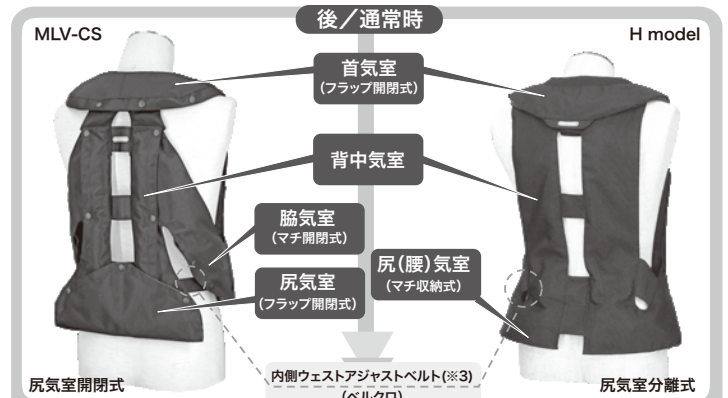 後／通常時
MLV-CS
H model
首気室
(フラップ開閉式)
背中気室
脇気室
(マチ開閉式)
尻(腰)気室
(マチ収納式)
尻気室
(フラップ開閉式)
内側ウェストアジャストベルト(※3)
(ベルクロ)
尻気室開閉式
尻気室分離式